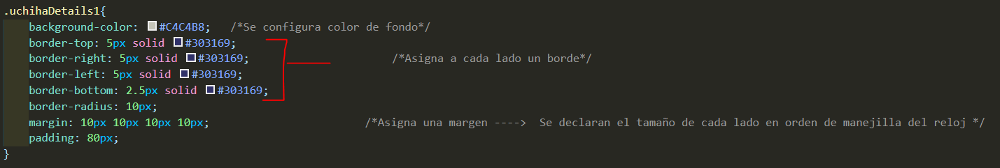 .uchihaDetails1{
background-color: #C4C4B8; /*Se configura color de fondo*/
border-top: 5px solid #303169;
border-right: 5px solid #303169; /*Asigna a cada lado un borde*/
border-left: 5px solid #303169;
border-bottom: 2.5px solid #303169;
border-radius: 10px;
margin: 10px 10px 10px 10px; /*Asigna una margen ----> Se declaran el tamaño de cada lado en orden de manejilla del reloj */
padding: 80px;
}